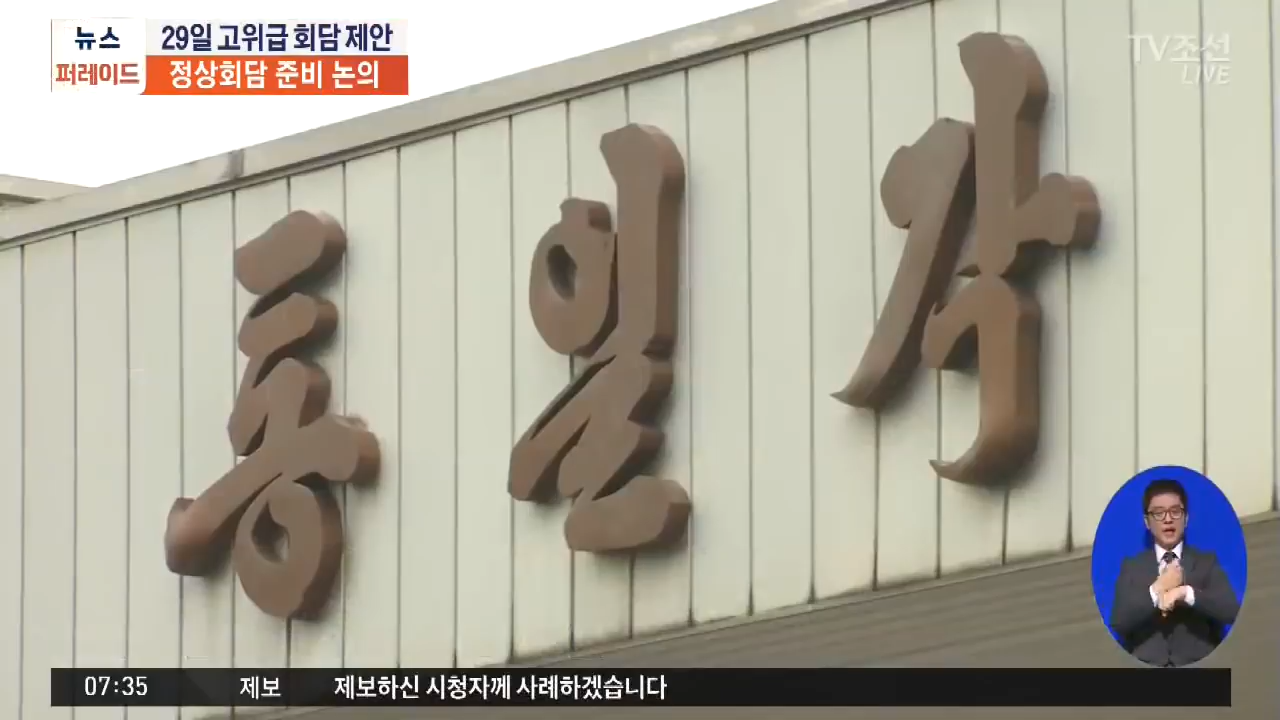 뉴스
퍼레이드
29일 고위급 회담 제안
정상회담 준비 논의
TV조선
LIVE
통일각
07:35 제보 제보하신 시청자께 사례하겠습니다